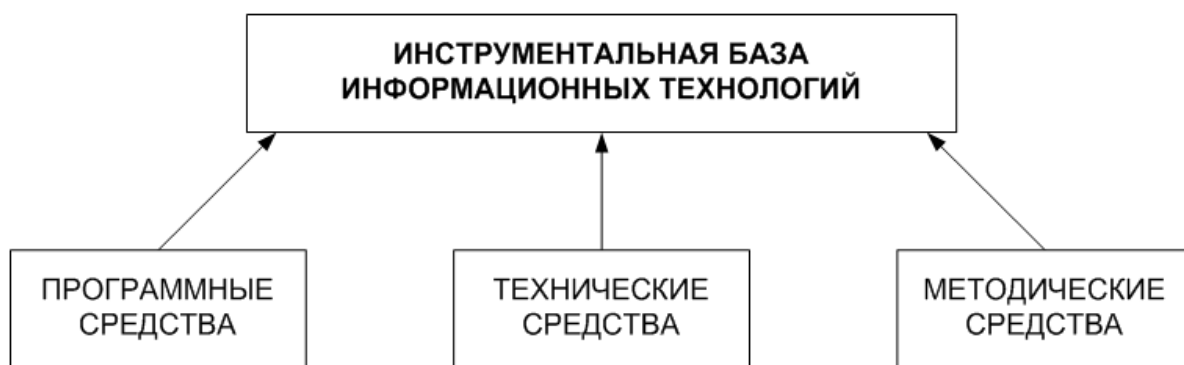 ИНСТРУМЕНТАЛЬНАЯ БАЗА
ИНФОРМАЦИОННЫХ ТЕХНОЛОГИЙ
ПРОГРАММНЫЕ
СРЕДСТВА
ТЕХНИЧЕСКИЕ
СРЕДСТВА
МЕТОДИЧЕСКИЕ
СРЕДСТВА